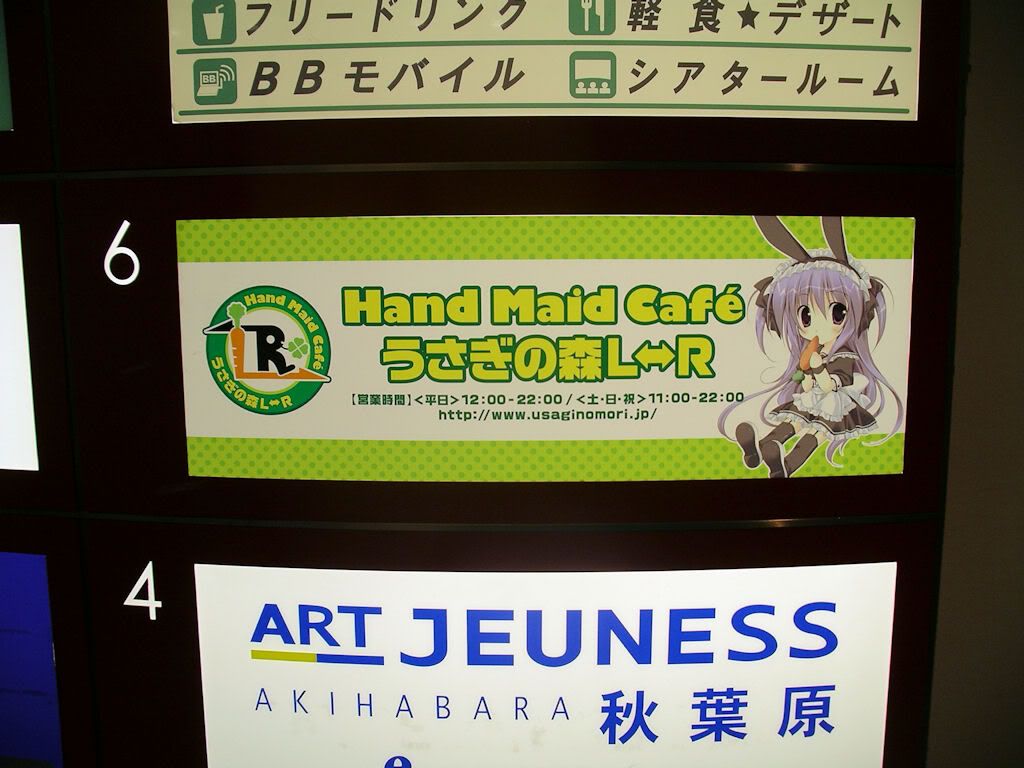 フリードリンク 軽食★デザート
BB BBモバイル シアタールーム
6
Hand Maid Café
うさぎの森L↔R
Hand Maid Café
うさぎの森L↔R
【営業時間】<平日>12:00-22:00/<土・日・祝>11:00-22:00
http://www.usaginomori.jp/
4
ART JEUNESS
AKIHABARA 秋葉原